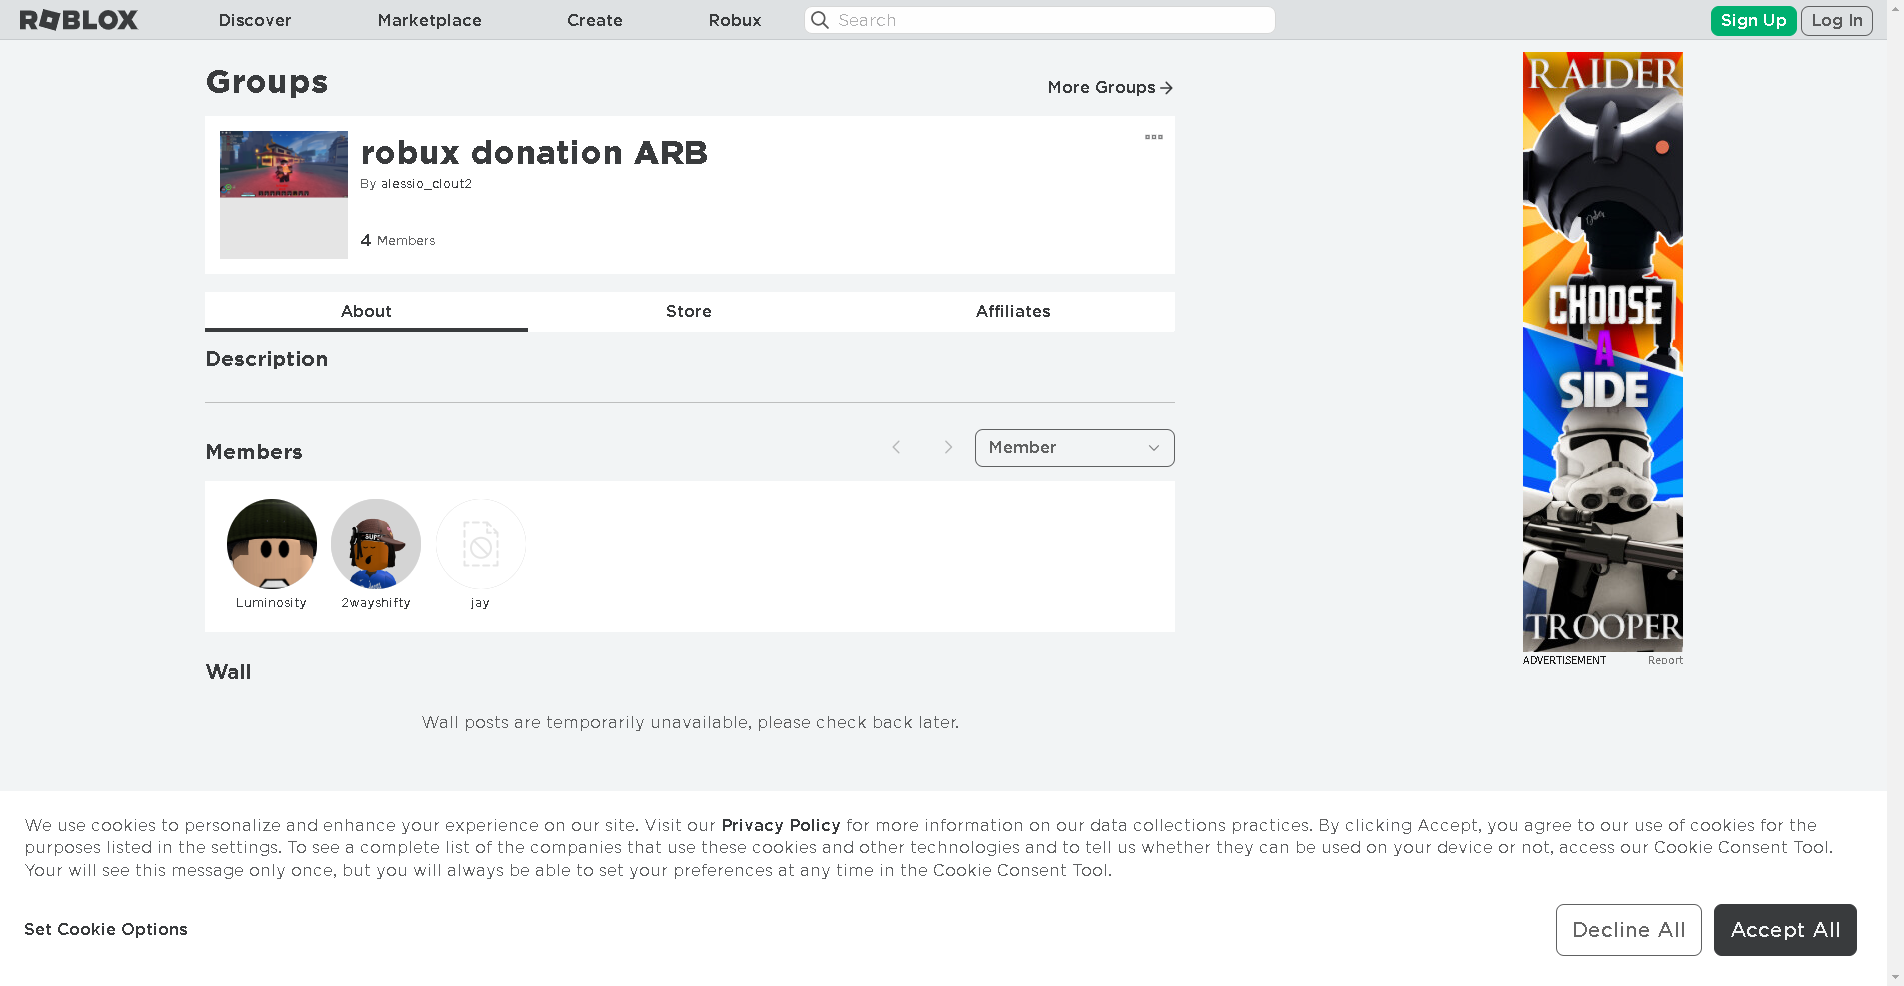 ROBLOX
Discover
Marketplace
Create
Robux
Search
Sign Up
Log In
Groups
More Groups
robux donation ARB
By alessio_clout2
4 Members
About
Store
Affiliates
Description
Members
Member
Luminosity
2wayshifty
jay
Wall
Wall posts are temporarily unavailable, please check back later.
RAIDER
CHOOSE
A
SIDE
TROOPER
ADVERTISEMENT
Report
We use cookies to personalize and enhance your experience on our site. Visit our Privacy Policy for more information on our data collections practices. By clicking Accept, you agree to our use of cookies for the
purposes listed in the settings. To see a complete list of the companies that use these cookies and other technologies and to tell us whether they can be used on your device or not, access our Cookie Consent Tool.
Your will see this message only once, but you will always be able to set your preferences at any time in the Cookie Consent Tool.
Set Cookie Options
Decline All
Accept All